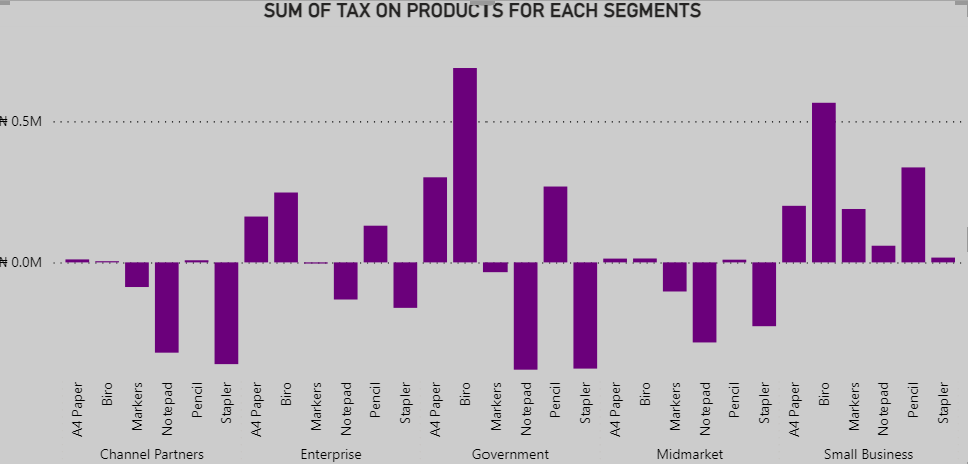 SUM OF TAX ON PRODUCTS FOR EACH SEGMENTS
₦ 0.5M
₦ 0.0M
A4 Paper
Biro
Markers
Notepad
Pencil
Stapler
A4 Paper
Biro
Markers
Notepad
Pencil
Stapler
A4 Paper
Biro
Markers
Notepad
Pencil
Stapler
A4 Paper
Biro
Markers
Notepad
Pencil
Stapler
A4 Paper
Biro
Markers
Notepad
Pencil
Stapler
Channel Partners
Enterprise
Government
Midmarket
Small Business